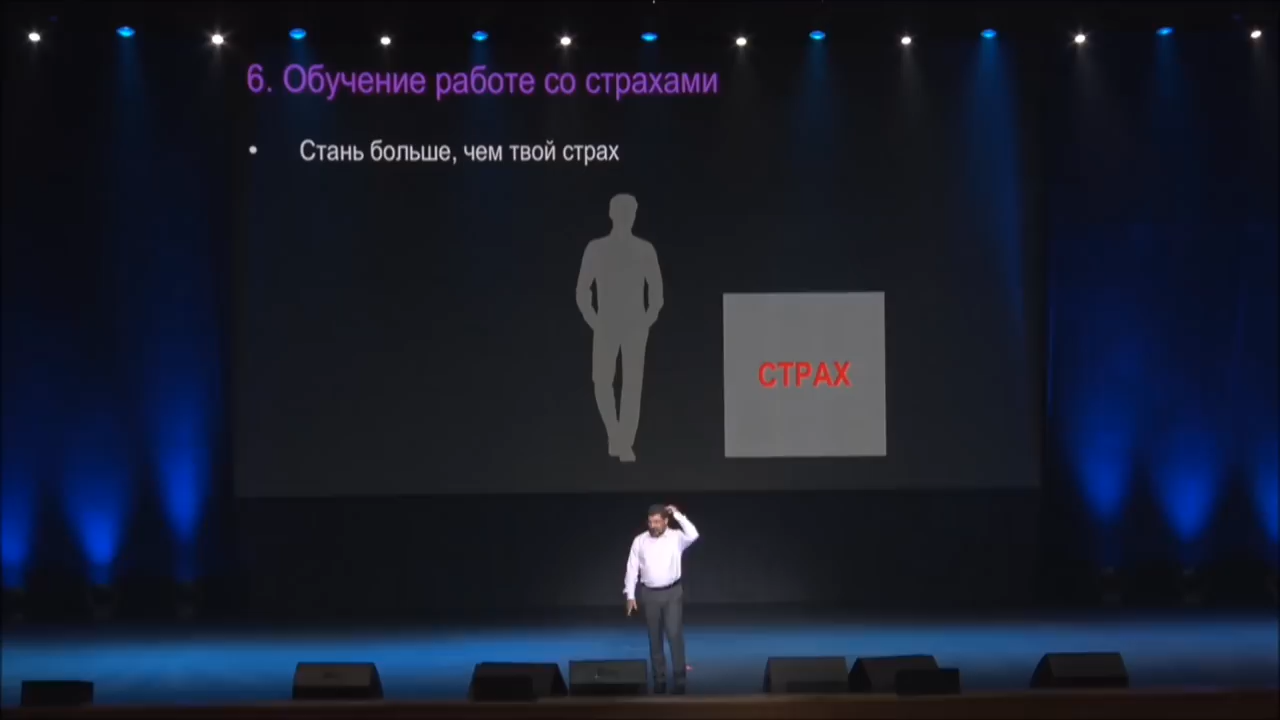 6. Обучение работе со страхами
• Стань больше, чем твой страх
СТРАХ